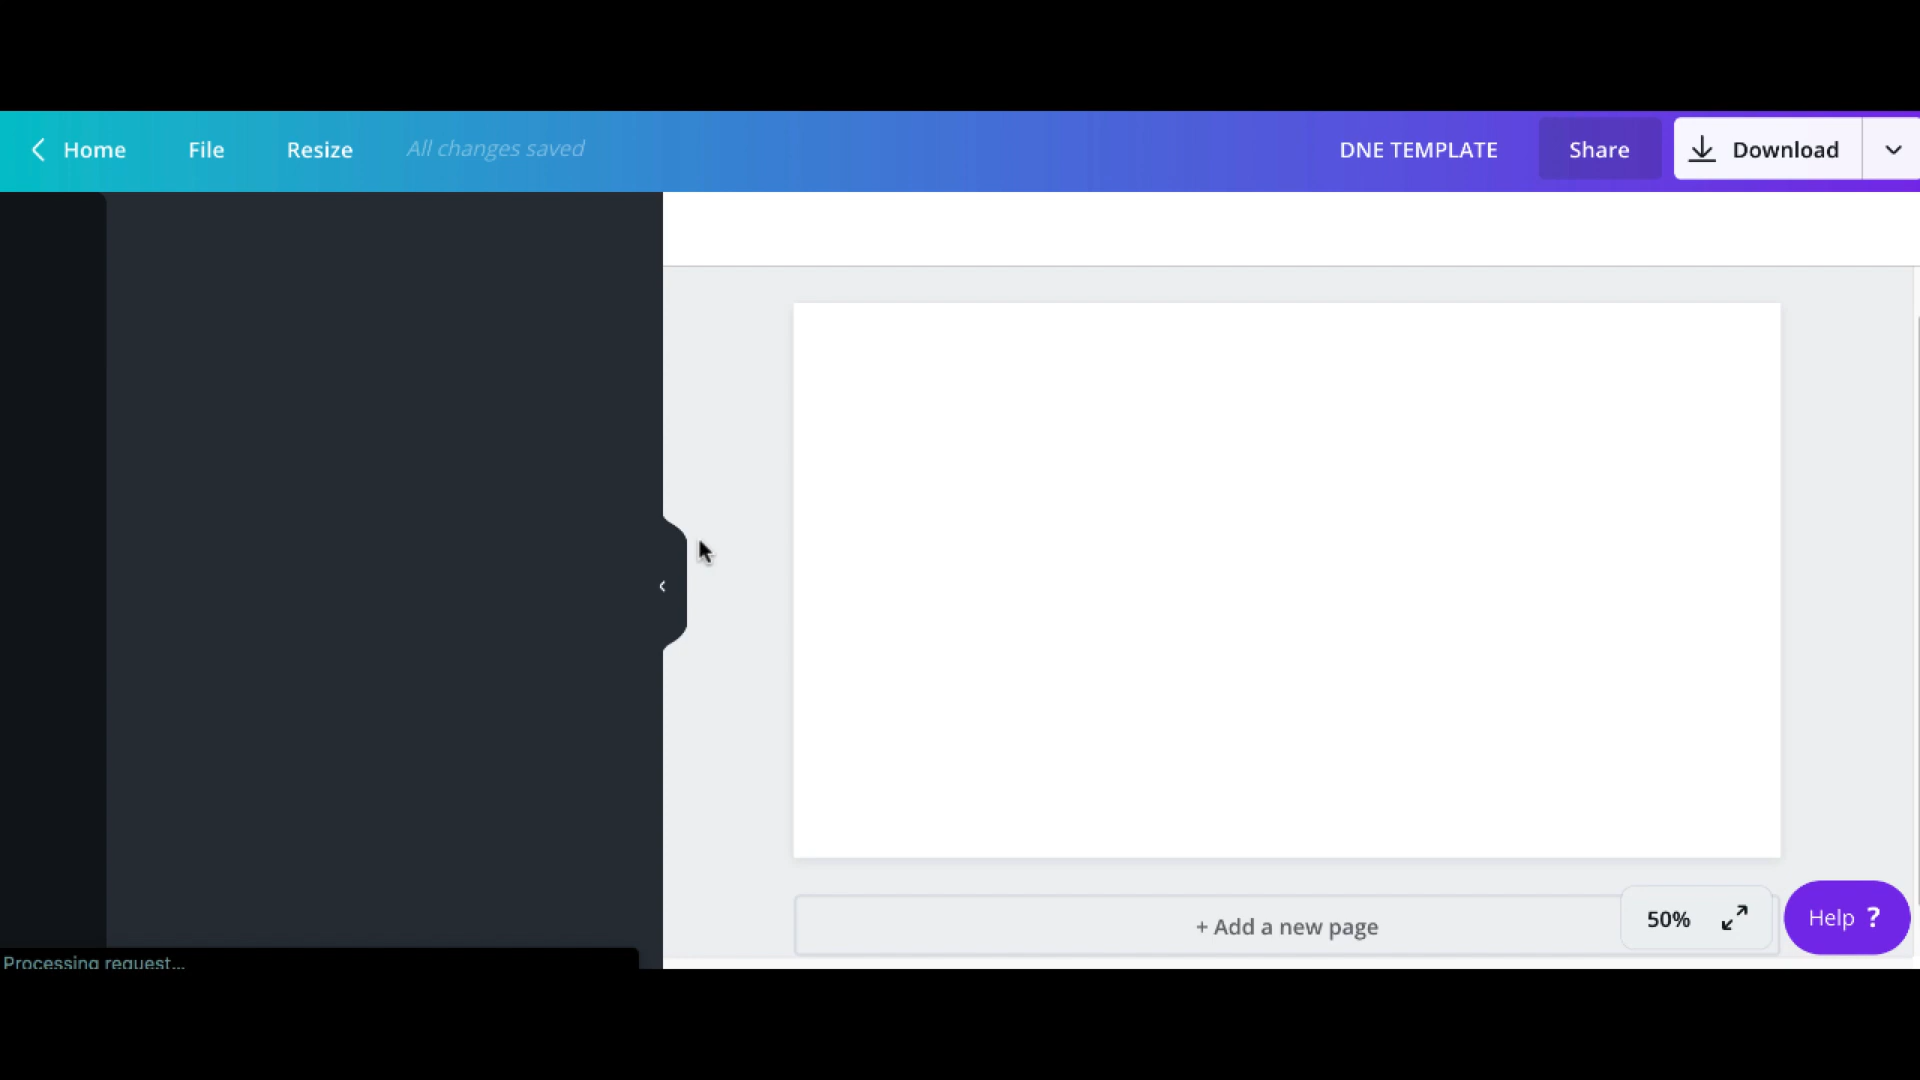 Home File Resize All changes saved DNE TEMPLATE Share Download
+ Add a new page
50%
Help ?
Processing request...